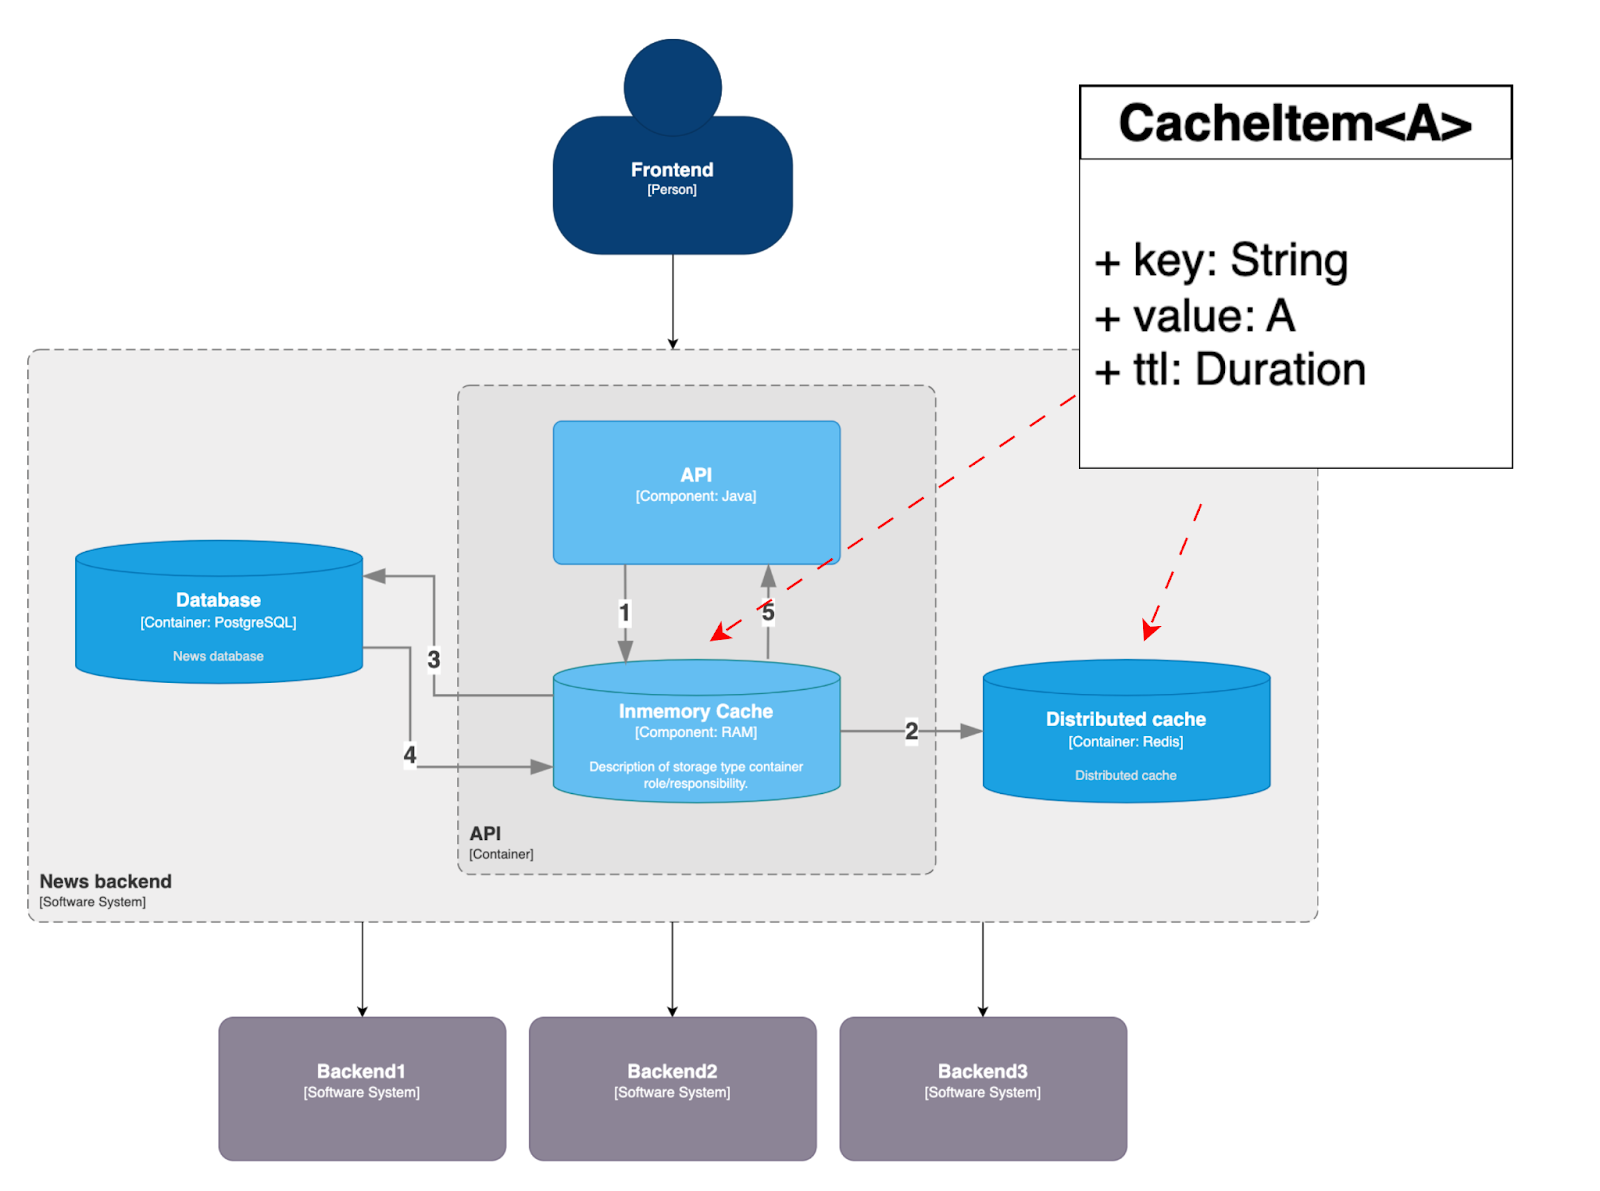 Frontend
[Person]
CacheItem<A>
+ key: String
+ value: A
+ ttl: Duration
API
[Component: Java]
Database
[Container: PostgreSQL]
News database
1
5
3
4
2
Inmemory Cache
[Component: RAM]
Description of storage type container
role/responsibility.
Distributed cache
[Container: Redis]
Distributed cache
API
[Container]
News backend
[Software System]
Backend1
[Software System]
Backend2
[Software System]
Backend3
[Software System]